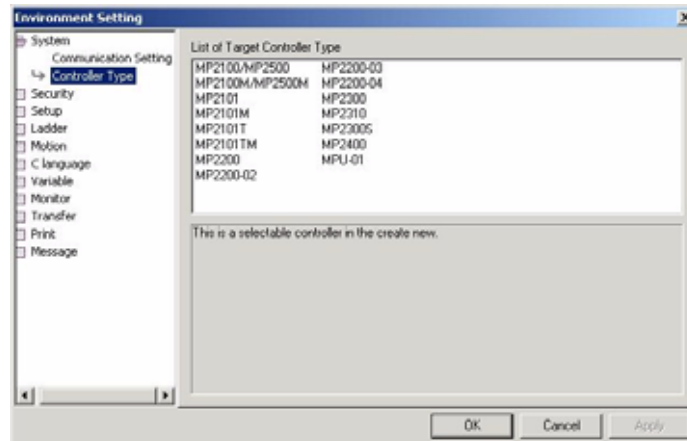 Environment Setting
System
Communication Setting
Controller Type
Security
Setup
Ladder
Motion
C language
Variable
Monitor
Transfer
Print
Message
List of Target Controller Type
MP2100/MP2500 MP2200-03
MP2100M/MP2500M MP2200-04
MP2101 MP2300
MP2101M MP2310
MP2101T MP2300S
MP2101TM MP2400
MP2200 MPU-01
MP2200-02
This is a selectable controller in the create new.
OK Cancel Apply